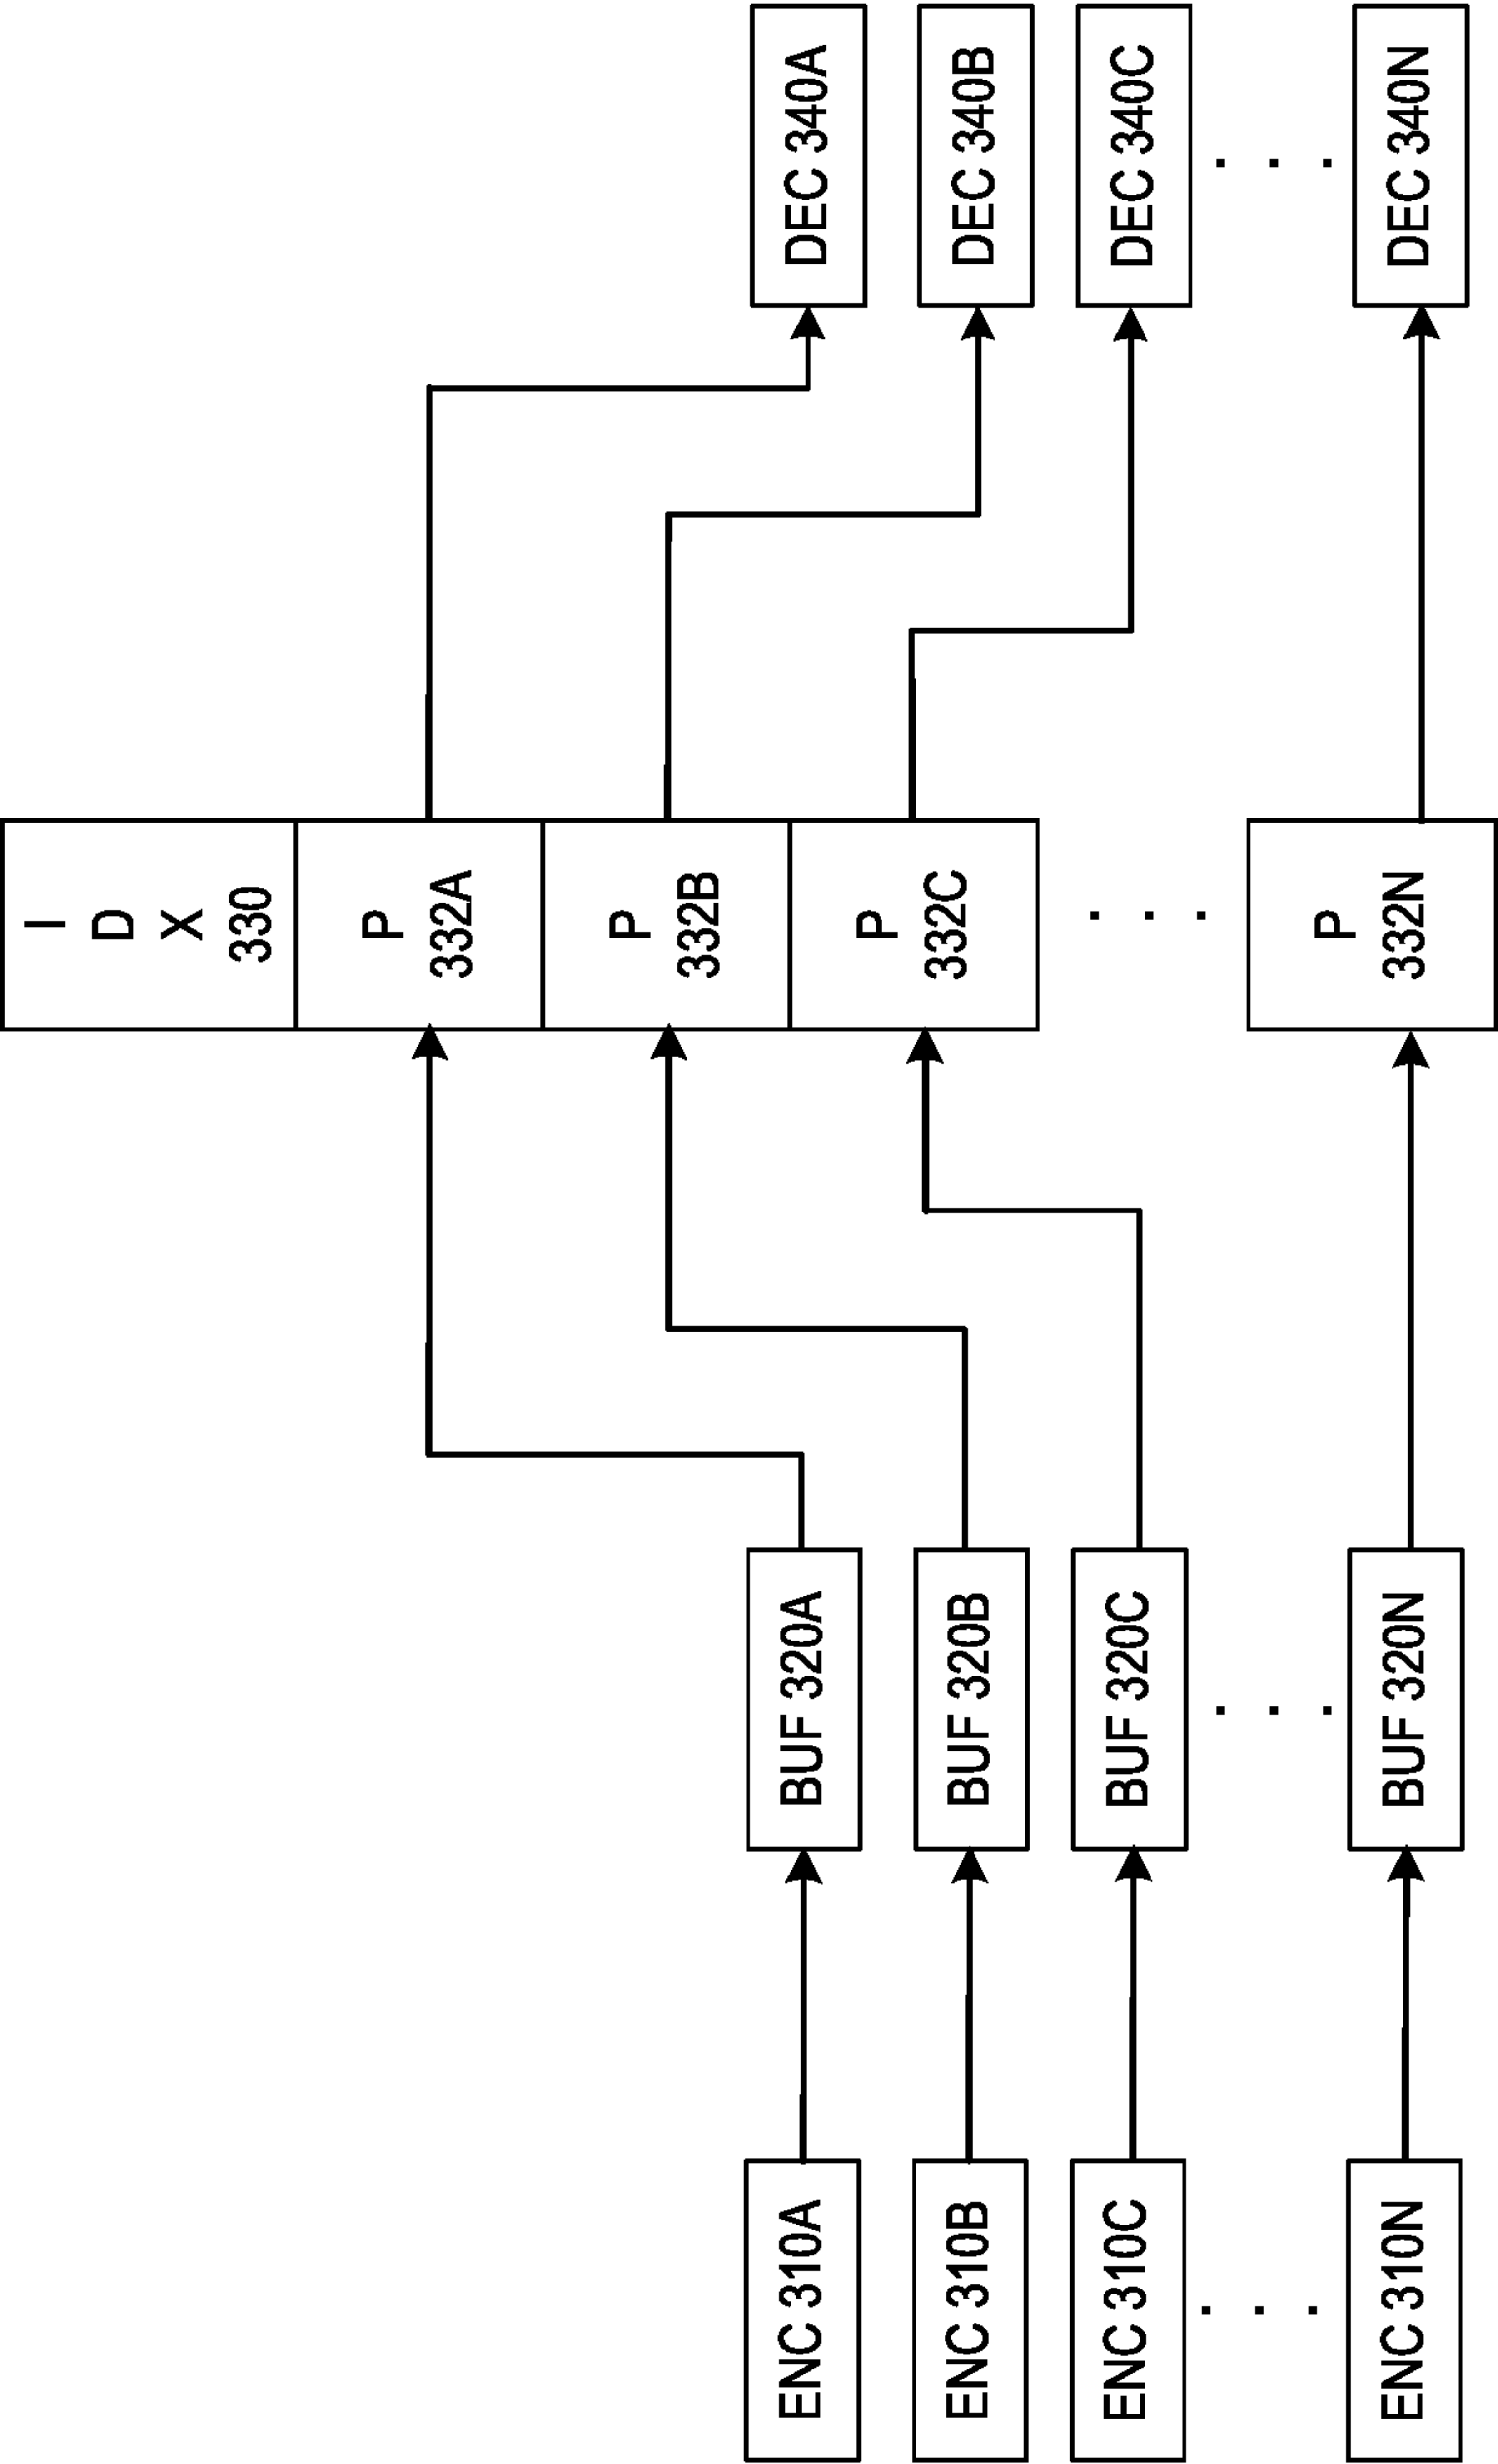 ENC 310A
ENC 310B
ENC 310C
. . .
ENC 310N
BUF 320A
BUF 320B
BUF 320C
. . .
BUF 320N
I
D
X
330
P
332A
P
332B
P
332C
. . .
P
332N
DEC 340A
DEC 340B
DEC 340C
. . .
DEC 340N